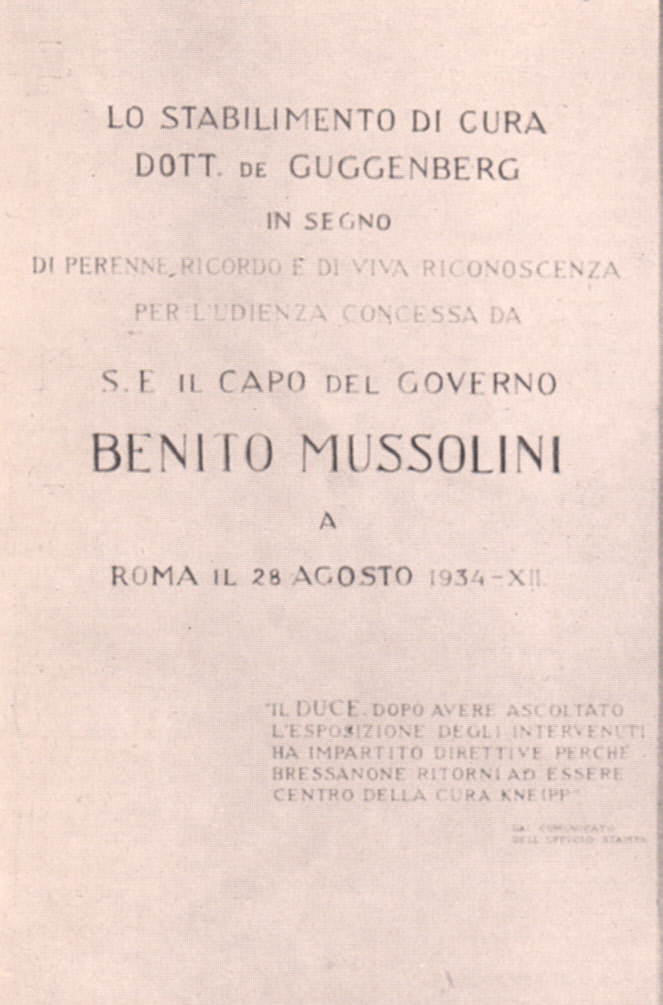 LO STABILIMENTO DI CURA
DOTT. DE GUGGENBERG
IN SEGNO
DI PERENNE RICORDO E DI VIVA RICONOSCENZA
PER L'UDIENZA CONCESSA DA
S. E IL CAPO DEL GOVERNO
BENITO MUSSOLINI
A
ROMA IL 28 AGOSTO 1934-XII.
"IL DUCE. DOPO AVERE ASCOLTATO
L'ESPOSIZIONE DEGLI INTERVENUTI
HA IMPARTITO DIRETTIVE PERCHÉ
BRESSANONE RITORNI AD ESSERE
CENTRO DELLA CURA KNEIPP"
DAL COMUNICATO
DELL UFFICIO STAMPA